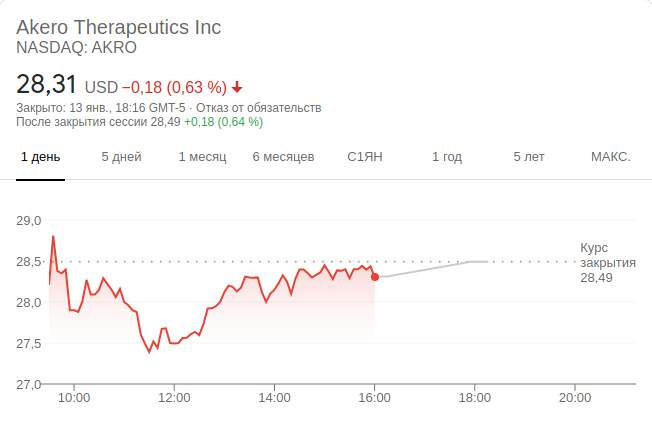 Akero Therapeutics Inc
NASDAQ: AKRO
28,31 USD −0,18 (0,63 %)
Закрыто: 13 янв., 18:16 GMT-5 · Отказ от обязательств
После закрытия сессии 28,49 +0,18 (0,64 %)
1 день 5 дней 1 месяц 6 месяцев С1ЯН 1 год 5 лет МАКС.
29,0
28,5
28,0
27,5
27,0
Курс
закрытия
28,49
10:00 12:00 14:00 16:00 18:00 20:00